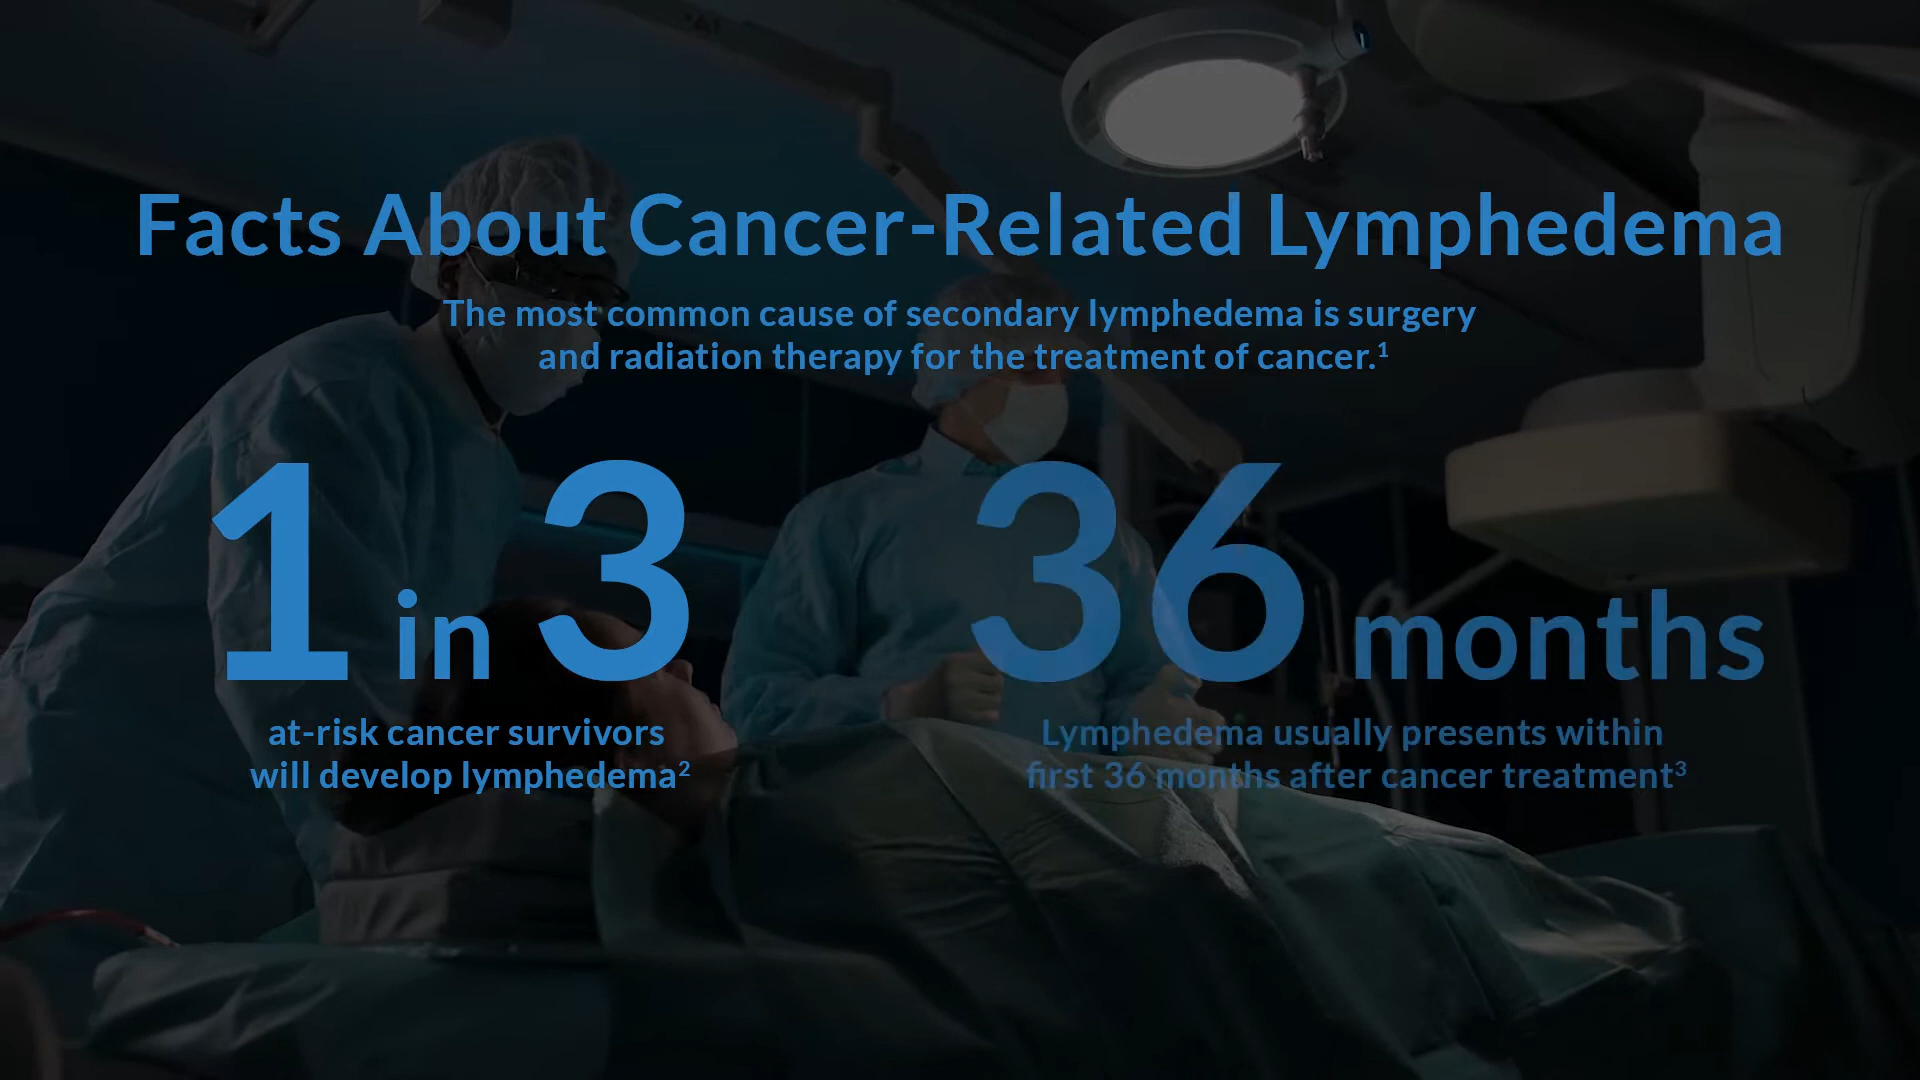 Facts About Cancer-Related Lymphedema
The most common cause of secondary lymphedema is surgery
and radiation therapy for the treatment of cancer.¹
1 in 3
at-risk cancer survivors
will develop lymphedema²
36 months
Lymphedema usually presents within
first 36 months after cancer treatment³